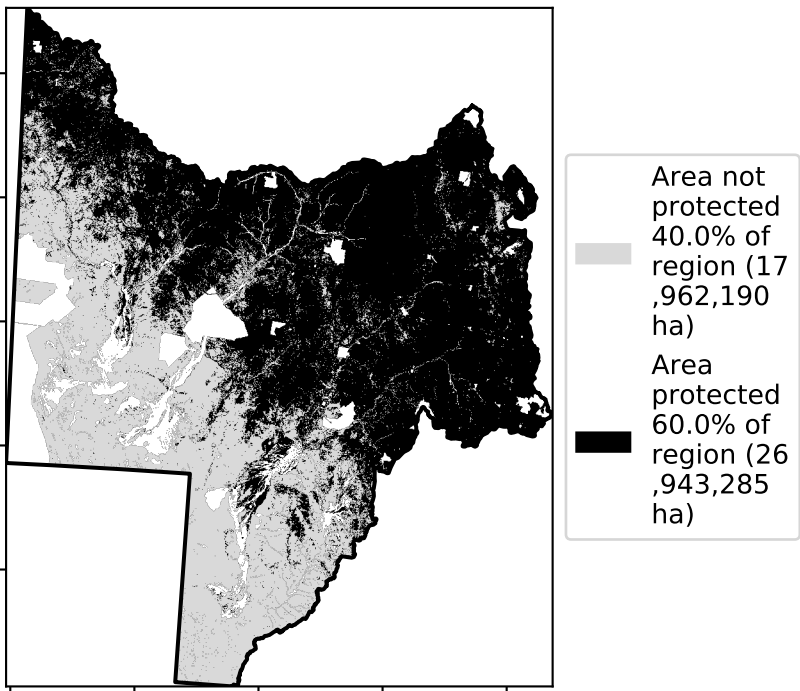 Area not
protected
40.0% of
region (17
,962,190
ha)
Area
protected
60.0% of
region (26
,943,285
ha)